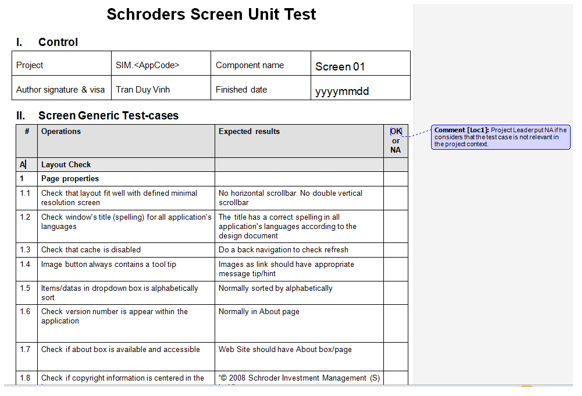 Schroders Screen Unit Test
I. Control
Project SIM.<AppCode> Component name Screen 01
Author signature & visa Tran Duy Vinh Finished date yyyymmdd
II. Screen Generic Test-cases
# Operations Expected results OK
or
NA
Comment [Loc1]: Project Leader put NA if he
considers that the test case is not relevant in
the project context.
A Layout Check
1 Page properties
1.1 Check that layout fit well with defined minimal No horizontal scrollbar. No double vertical
resolution screen scrollbar
1.2 Check window's title (spelling) for all application's The title has a correct spelling in all
languages application's languages according to the
design document
1.3 Check that cache is disabled Do a back navigation to check refresh
1.4 Image button always contains a tool tip Images as link should have appropriate
message tip/hint
1.5 Items/datas in dropdown box is alphabetically Normally sorted by alphabetically
sort
1.6 Check version number is appear within the Normally in About page
application
1.7 Check if about box is available and accessible Web Site should have About box/page
1.8 Check if copyright information is centered in the "© 2008 Schroder Investment Management (S)